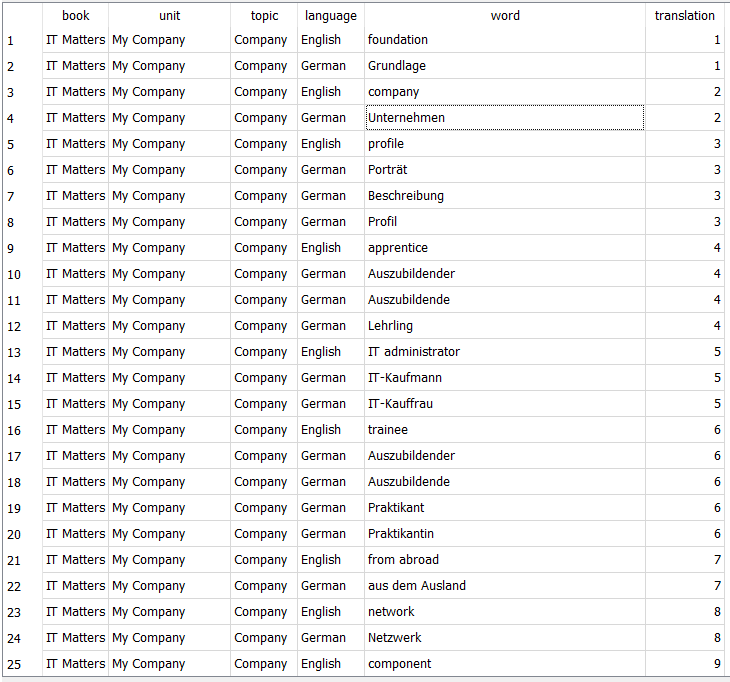 book unit topic language word translation
1 IT Matters My Company Company English foundation 1
2 IT Matters My Company Company German Grundlage 1
3 IT Matters My Company Company English company 2
4 IT Matters My Company Company German Unternehmen 2
5 IT Matters My Company Company English profile 3
6 IT Matters My Company Company German Porträt 3
7 IT Matters My Company Company German Beschreibung 3
8 IT Matters My Company Company German Profil 3
9 IT Matters My Company Company English apprentice 4
10 IT Matters My Company Company German Auszubildender 4
11 IT Matters My Company Company German Auszubildende 4
12 IT Matters My Company Company German Lehrling 4
13 IT Matters My Company Company English IT administrator 5
14 IT Matters My Company Company German IT-Kaufmann 5
15 IT Matters My Company Company German IT-Kauffrau 5
16 IT Matters My Company Company English trainee 6
17 IT Matters My Company Company German Auszubildender 6
18 IT Matters My Company Company German Auszubildende 6
19 IT Matters My Company Company German Praktikant 6
20 IT Matters My Company Company German Praktikantin 6
21 IT Matters My Company Company English from abroad 7
22 IT Matters My Company Company German aus dem Ausland 7
23 IT Matters My Company Company English network 8
24 IT Matters My Company Company German Netzwerk 8
25 IT Matters My Company Company English component 9